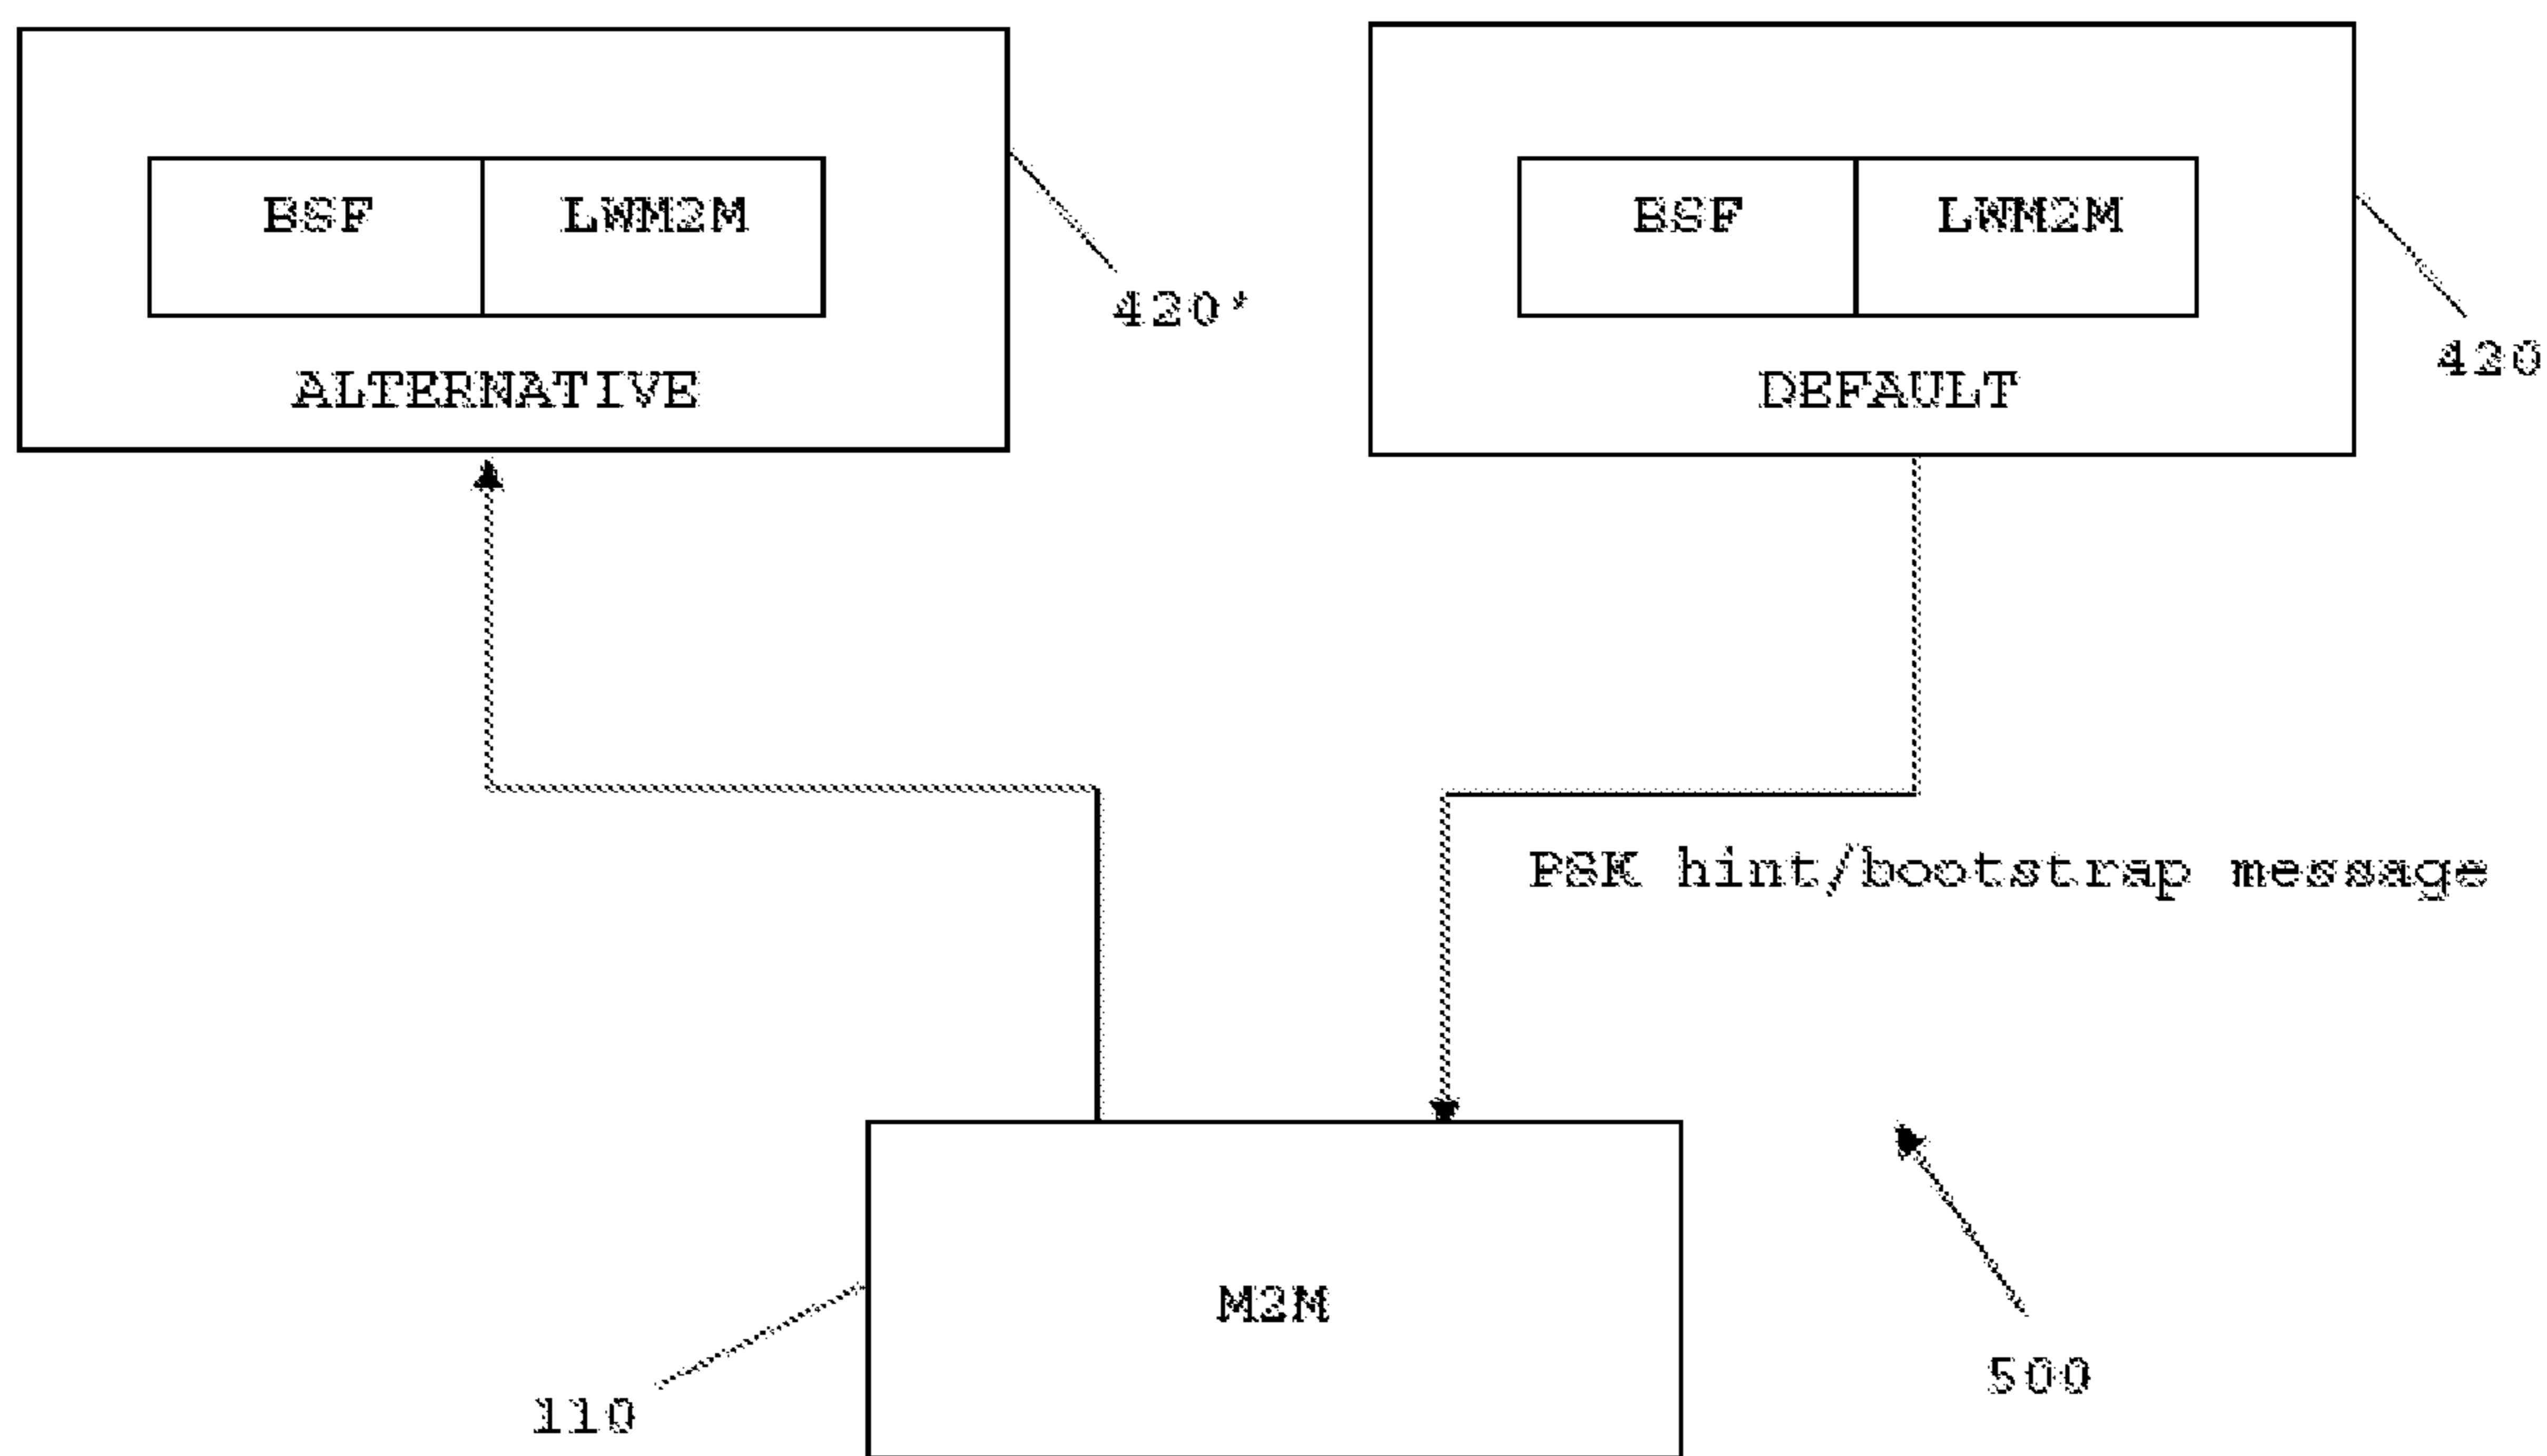 BSF LWM2M
ALTERNATIVE
420'
BSF LWM2M
DEFAULT
420
PSK hint/bootstrap message
M2M
110
500